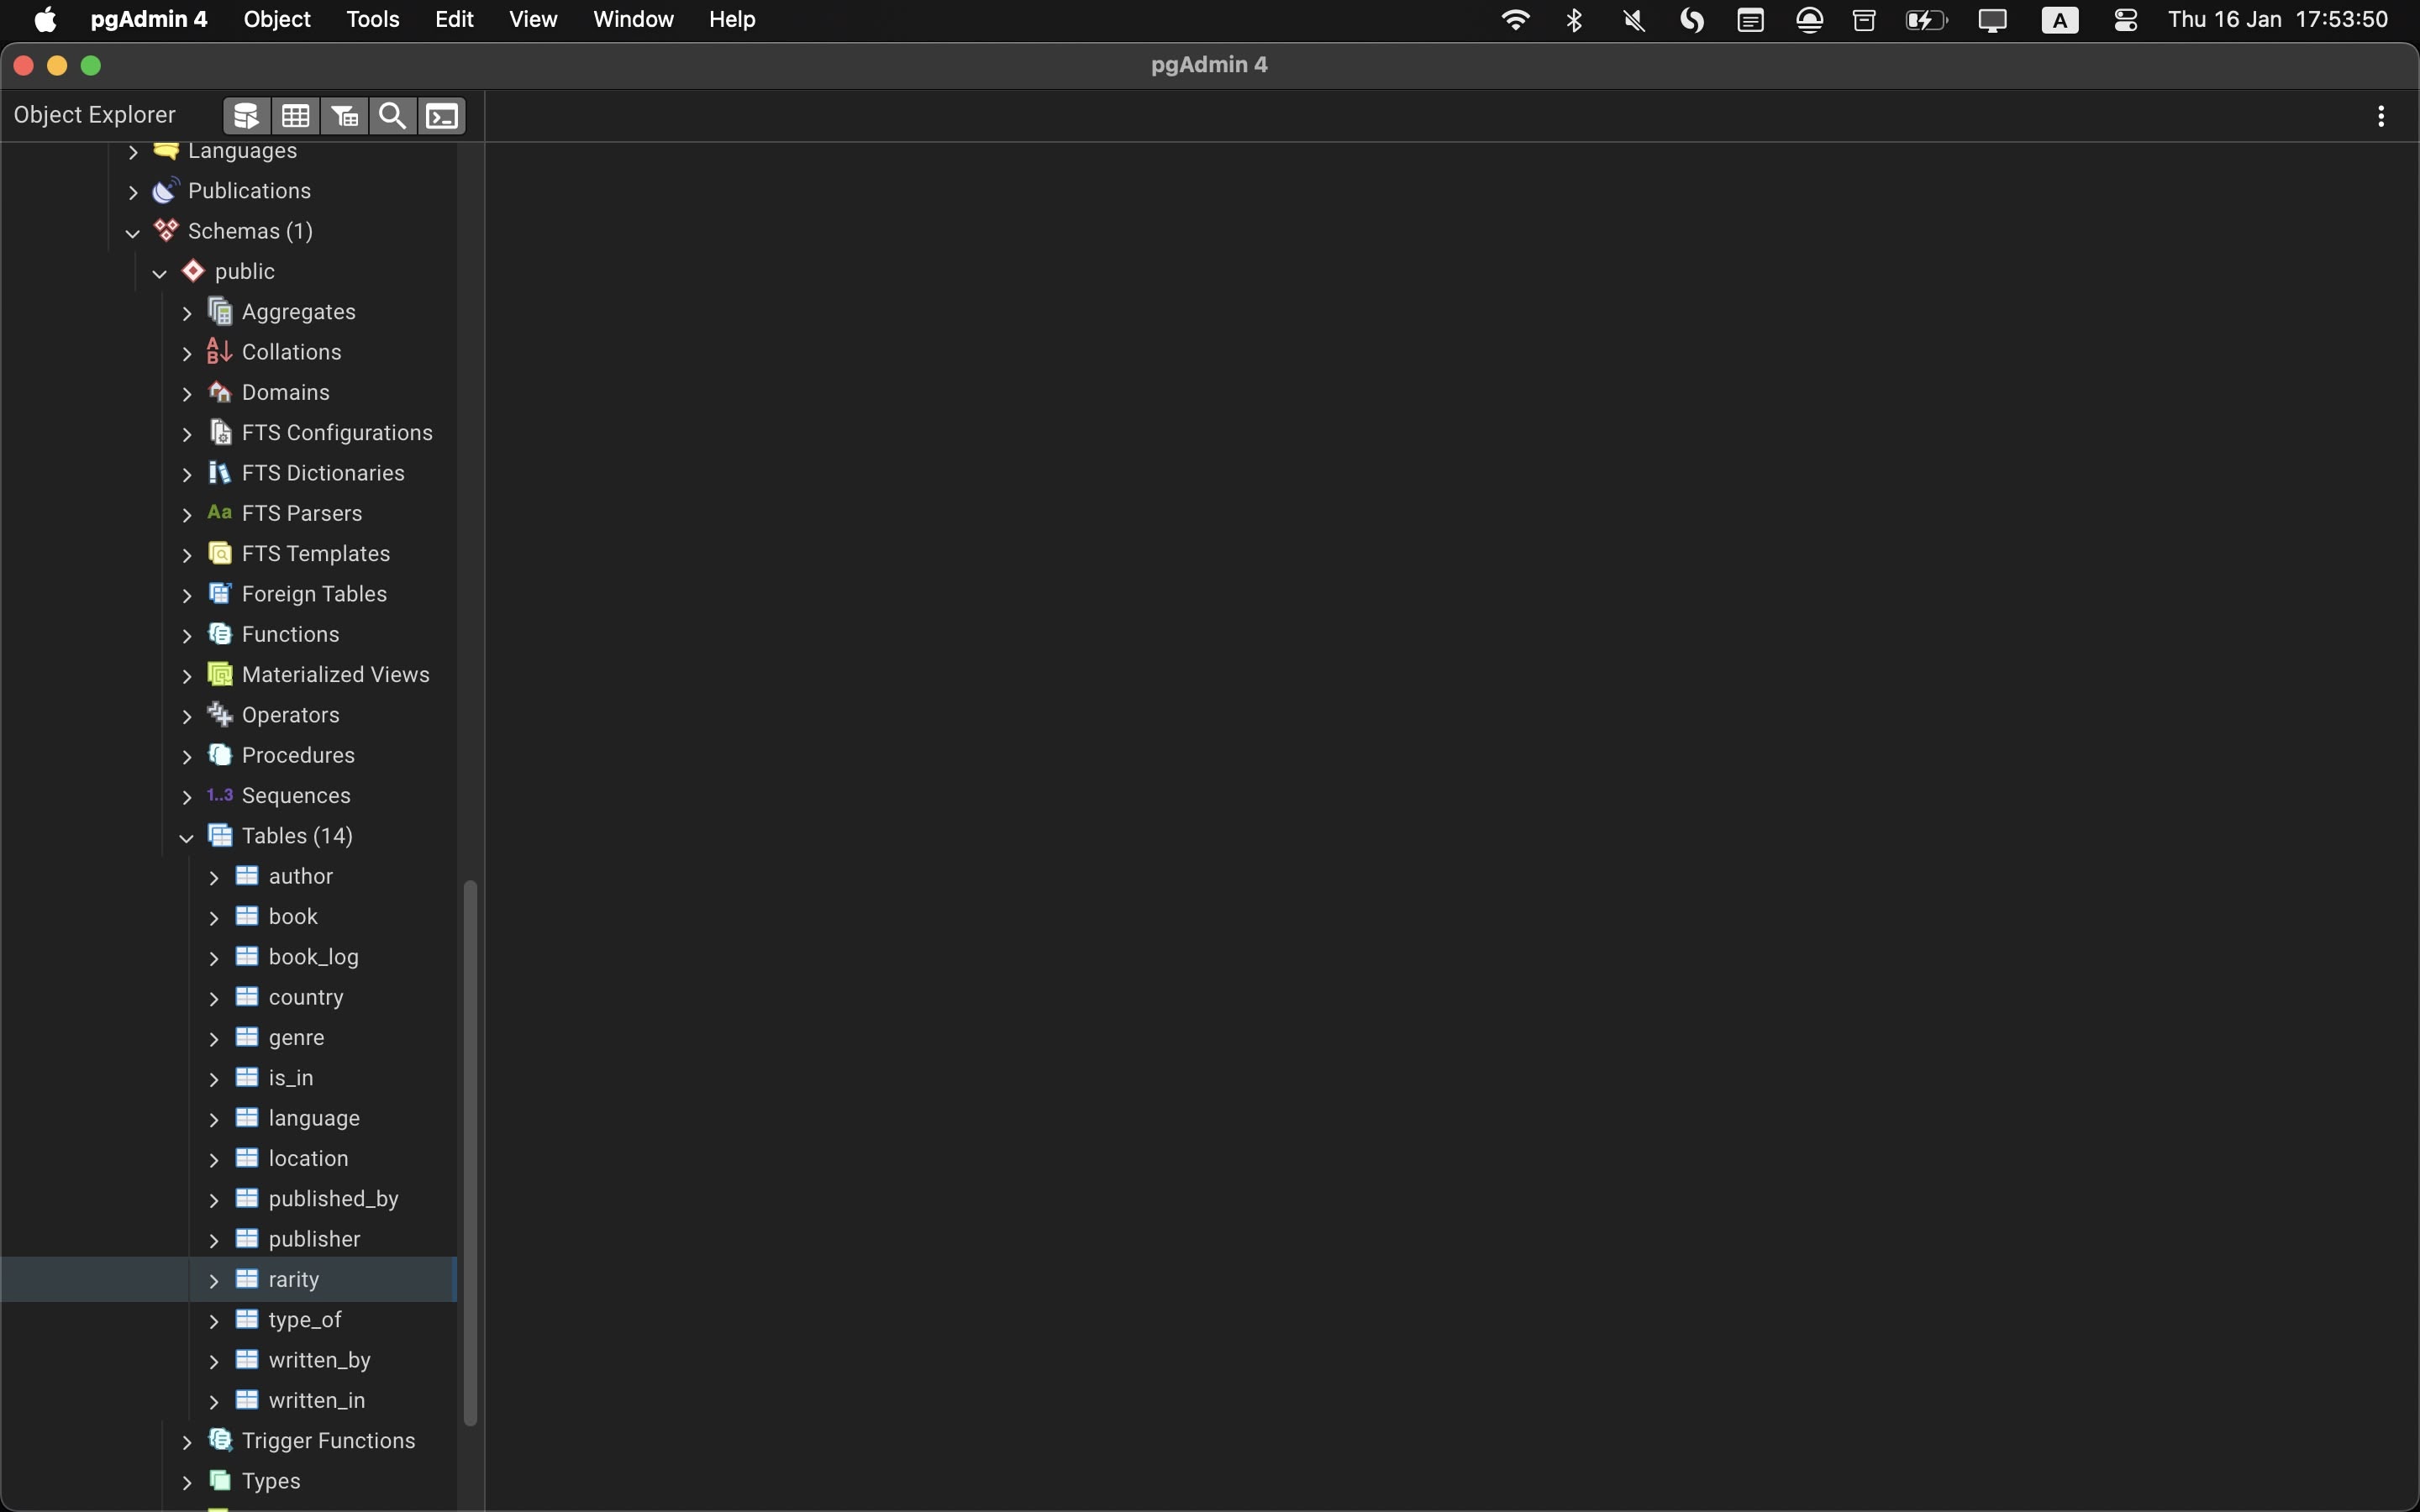 pgAdmin 4 Object Tools Edit View Window Help A Thu 16 Jan 17:53:50
pgAdmin 4
Object Explorer
Languages
Publications
Schemas (1)
public
Aggregates
Collations
Domains
FTS Configurations
FTS Dictionaries
Aa FTS Parsers
FTS Templates
Foreign Tables
Functions
Materialized Views
Operators
Procedures
1..3 Sequences
Tables (14)
author
book
book_log
country
genre
is_in
language
location
published_by
publisher
rarity
type_of
written_by
written_in
Trigger Functions
Types